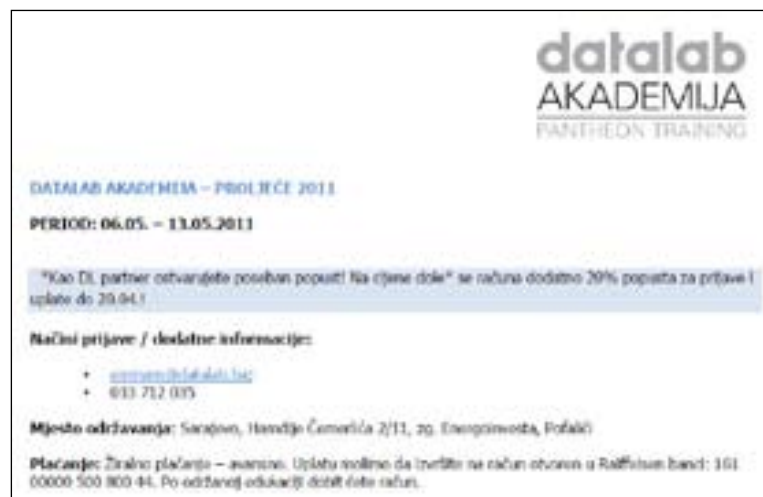 datalab
AKADEMIJA
PANTHEON TRAINING
DATALAB AKADEMIJA – PROLJEĆE 2011
PERIOD: 06.05. – 13.05.2011
"Kao DL partner ostvarujete poseban popust! Na cijene dole" se računa dodatno 20% popusta za prijave i
uplate do 20.04.!
Načini prijave / dodatne informacije:
• 033 712 035
Mjesto održavanja: Sarajevo, Hamdije Čemerlića 2/11, zg. Energoinvesta, Pofalići
Plaćanje: Žiralno plaćanje – avansno. Uplatu molimo da izvršite na račun otvoren u Raiffeisen banci: 161
00000 500 800 44. Po održanoj edukaciji dobit ćete račun.